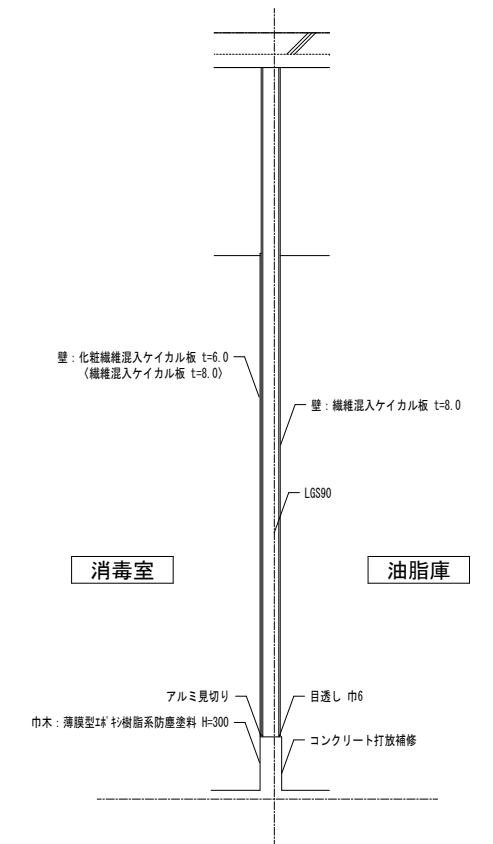 壁：化粧繊維混入ケイカル板 t=6.0
〈繊維混入ケイカル板 t=8.0〉
壁：繊維混入ケイカル板 t=8.0
LGS90
消毒室
油脂庫
アルミ見切り
目透し 巾6
巾木：薄膜型ｴﾎﾟｷｼ樹脂系防塵塗料 H=300
コンクリート打放補修